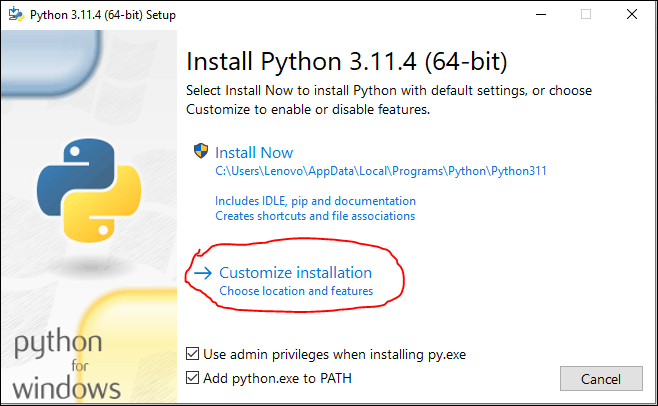 Python 3.11.4 (64-bit) Setup
Install Python 3.11.4 (64-bit)
Select Install Now to install Python with default settings, or choose
Customize to enable or disable features.
Install Now
C:\Users\Lenovo\AppData\Local\Programs\Python\Python311
Includes IDLE, pip and documentation
Creates shortcuts and file associations
Customize installation
Choose location and features
Use admin privileges when installing py.exe
Add python.exe to PATH
Cancel
python
for
windows